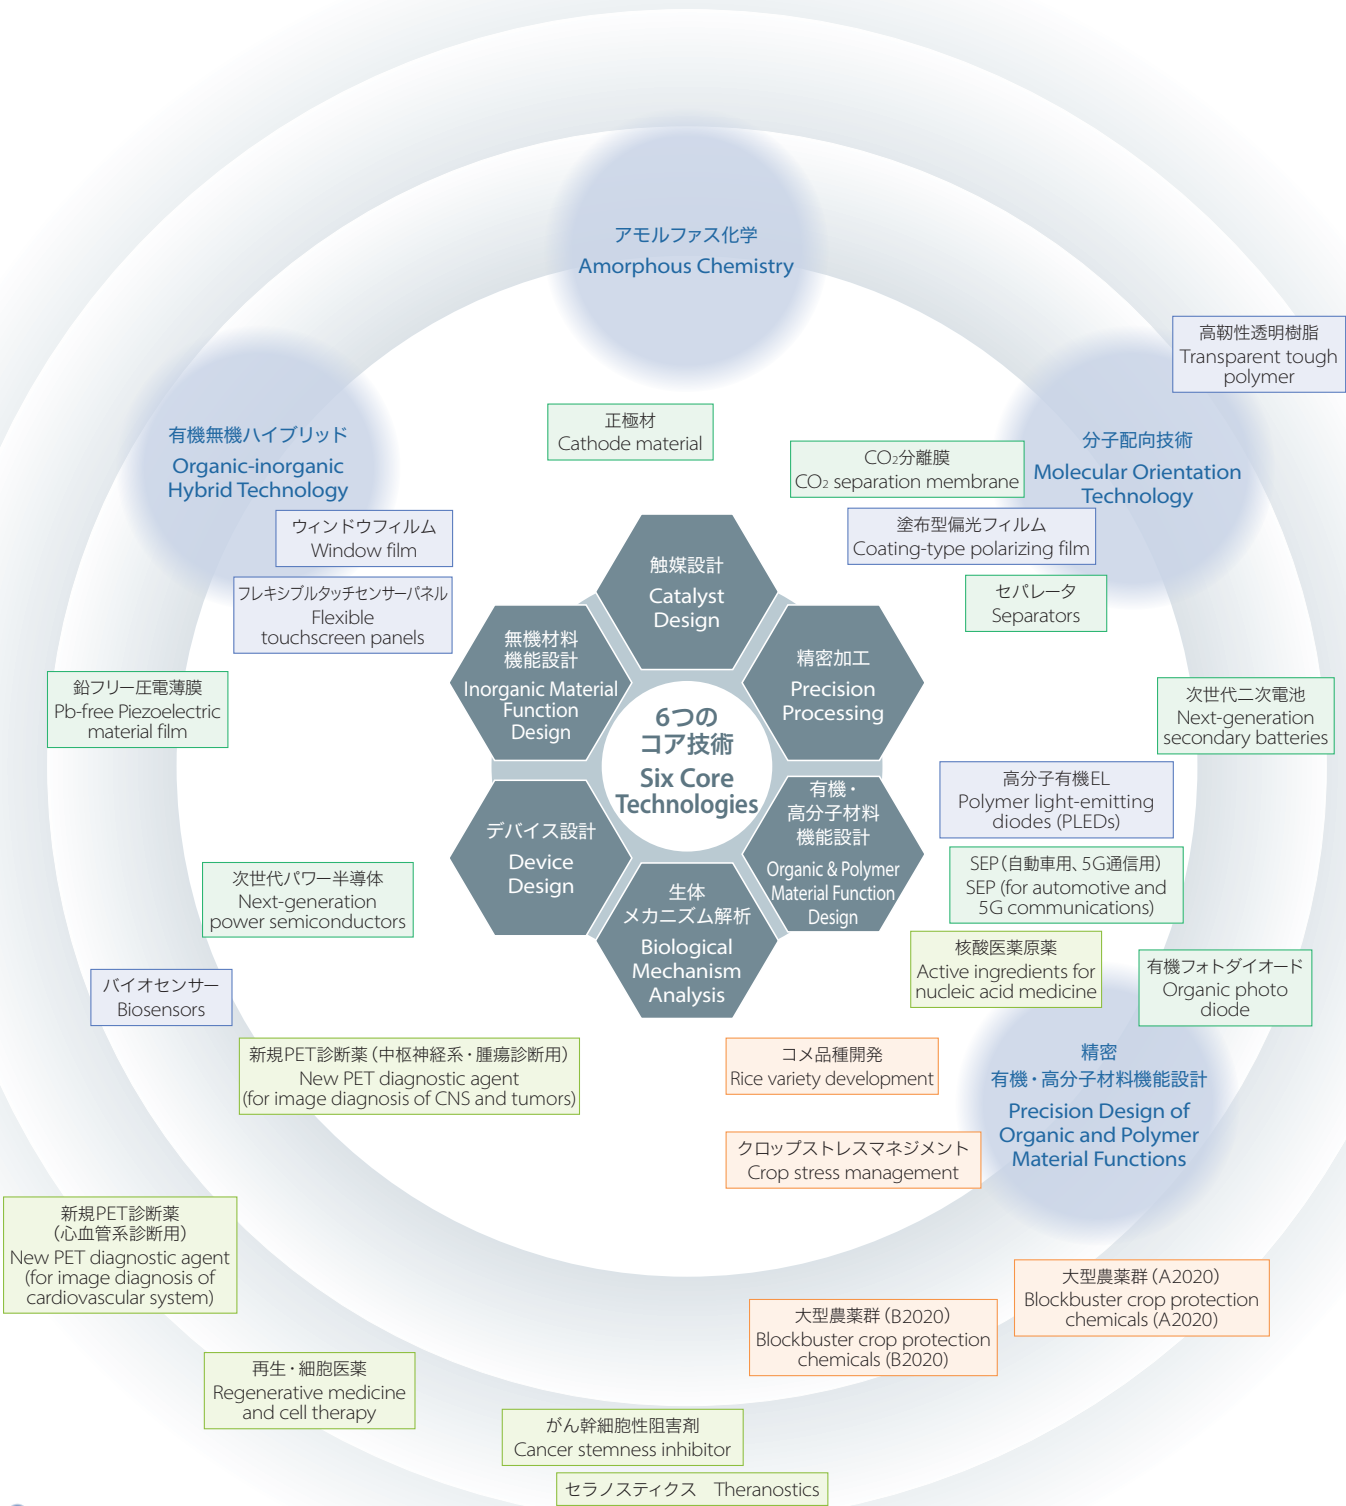 アモルファス化学
Amorphous Chemistry
高靭性透明樹脂
Transparent tough
polymer
有機無機ハイブリッド
Organic-inorganic
Hybrid Technology
正極材
Cathode material
分子配向技術
Molecular Orientation
Technology
CO₂分離膜
CO₂ separation membrane
ウィンドウフィルム
Window film
塗布型偏光フィルム
Coating-type polarizing film
フレキシブルタッチセンサーパネル
Flexible
touchscreen panels
セパレータ
Separators
触媒設計
Catalyst
Design
無機材料
機能設計
Inorganic Material
Function
Design
精密加工
Precision
Processing
鉛フリー圧電薄膜
Pb-free Piezoelectric
material film
次世代二次電池
Next-generation
secondary batteries
6つの
コア技術
Six Core
Technologies
高分子有機EL
Polymer light-emitting
diodes (PLEDs)
デバイス設計
Device
Design
有機・
高分子材料
機能設計
Organic & Polymer
Material Function
Design
SEP（自動車用、5G通信用）
SEP (for automotive and
5G communications)
次世代パワー半導体
Next-generation
power semiconductors
生体
メカニズム解析
Biological
Mechanism
Analysis
核酸医薬原薬
Active ingredients for
nucleic acid medicine
有機フォトダイオード
Organic photo
diode
バイオセンサー
Biosensors
新規PET診断薬（中枢神経系・腫瘍診断用）
New PET diagnostic agent
(for image diagnosis of CNS and tumors)
コメ品種開発
Rice variety development
精密
有機・高分子材料機能設計
Precision Design of
Organic and Polymer
Material Functions
クロップストレスマネジメント
Crop stress management
新規PET診断薬
（心血管系診断用）
New PET diagnostic agent
(for image diagnosis of
cardiovascular system)
大型農薬群（A2020）
Blockbuster crop protection
chemicals (A2020)
大型農薬群（B2020）
Blockbuster crop protection
chemicals (B2020)
再生・細胞医薬
Regenerative medicine
and cell therapy
がん幹細胞性阻害剤
Cancer stemness inhibitor
セラノスティクス Theranostics